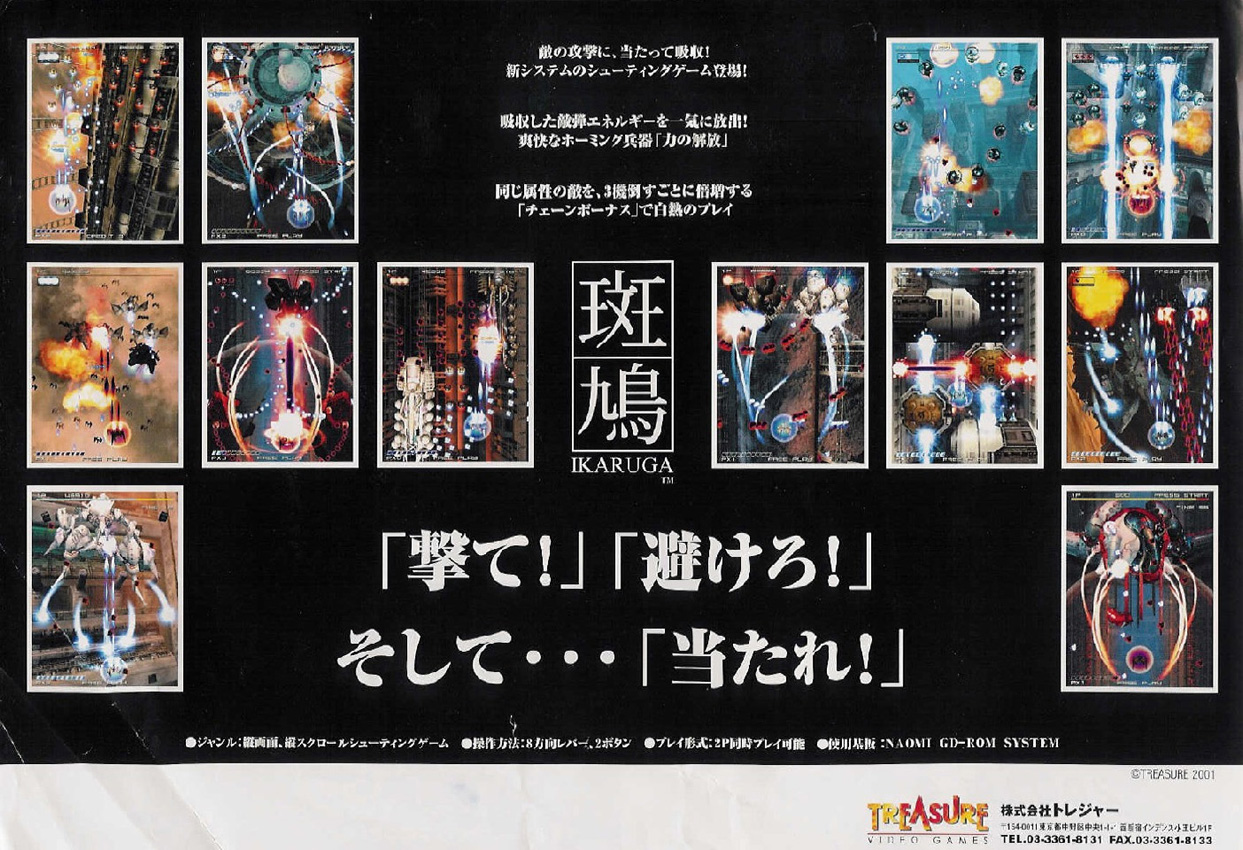 敵の攻撃に、当たって吸収!
新システムのシューティングゲーム登場!
吸収した敵弾エネルギーを一気に放出!
爽快なホーミング兵器「力の解放」
同じ属性の敵を、3機倒すごとに倍増する
「チェーンボーナス」で白熱のプレイ
斑
鳩
IKARUGA
TM
「撃て!」「避けろ!」
そして・・・「当たれ!」
●ジャンル:縦画面、縦スクロールシューティングゲーム ●操作方法:8方向レバー、2ボタン ●プレイ形式:2P同時プレイ可能 ●使用基板:NAOMI GD-ROM SYSTEM
©TREASURE 2001
TREASURE
VIDEO GAMES
株式会社トレジャー
TEL.03-3361-8131 FAX.03-3361-8133